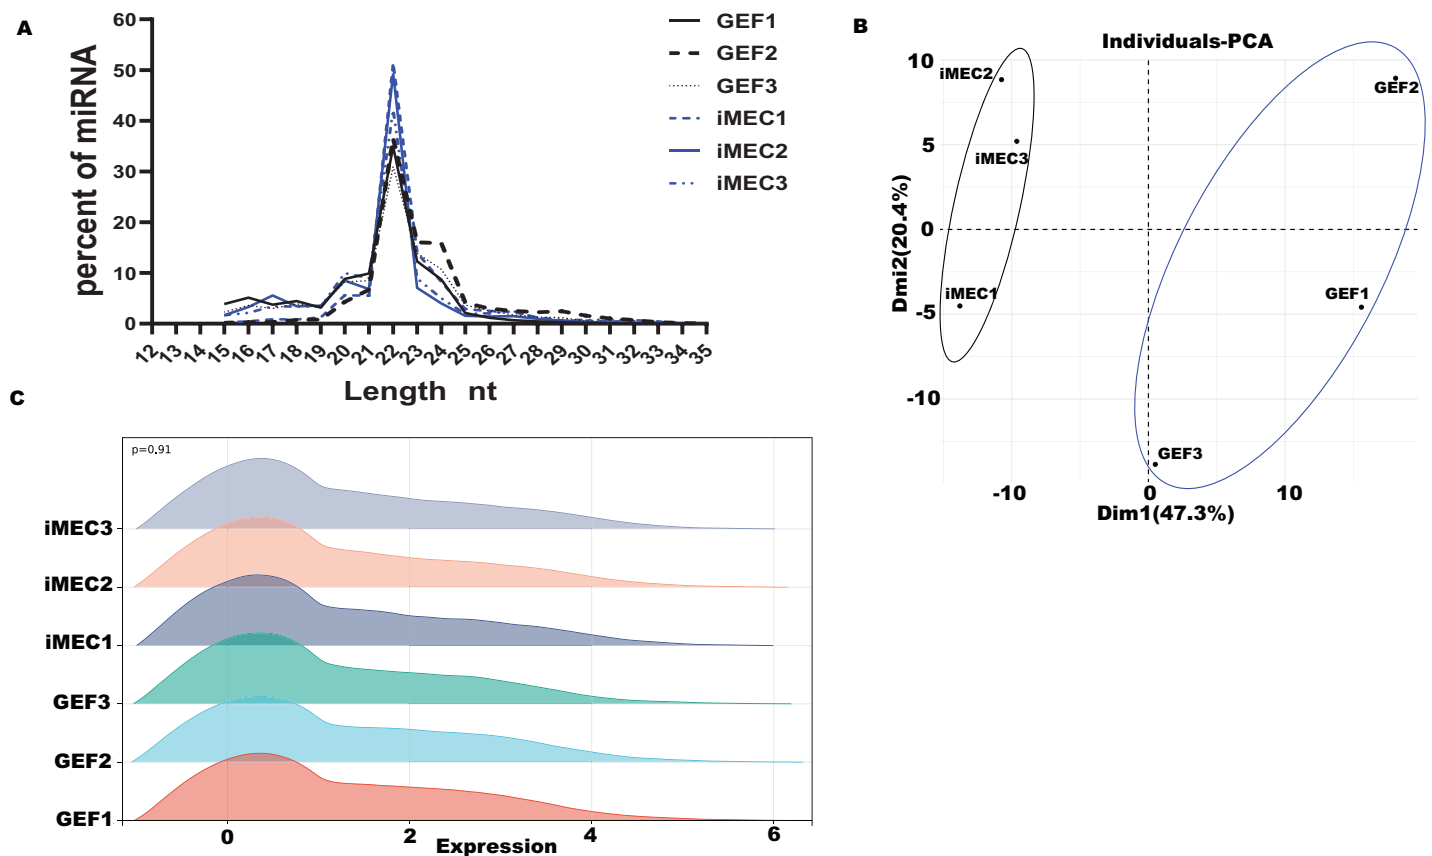 A
percent of miRNA
60
50
40
30
20
10
0
12 13 14 15 16 17 18 19 20 21 22 23 24 25 26 27 28 29 30 31 32 33 34 35
Length nt
GEF1
GEF2
GEF3
iMEC1
iMEC2
iMEC3
B
Individuals-PCA
Dmi2(20.4%)
10
5
0
-5
-10
iMEC2
iMEC3
iMEC1
GEF2
GEF1
GEF3
-10 0 10
Dim1(47.3%)
C
p=0.91
iMEC3
iMEC2
iMEC1
GEF3
GEF2
GEF1
0 2 4 6
Expression